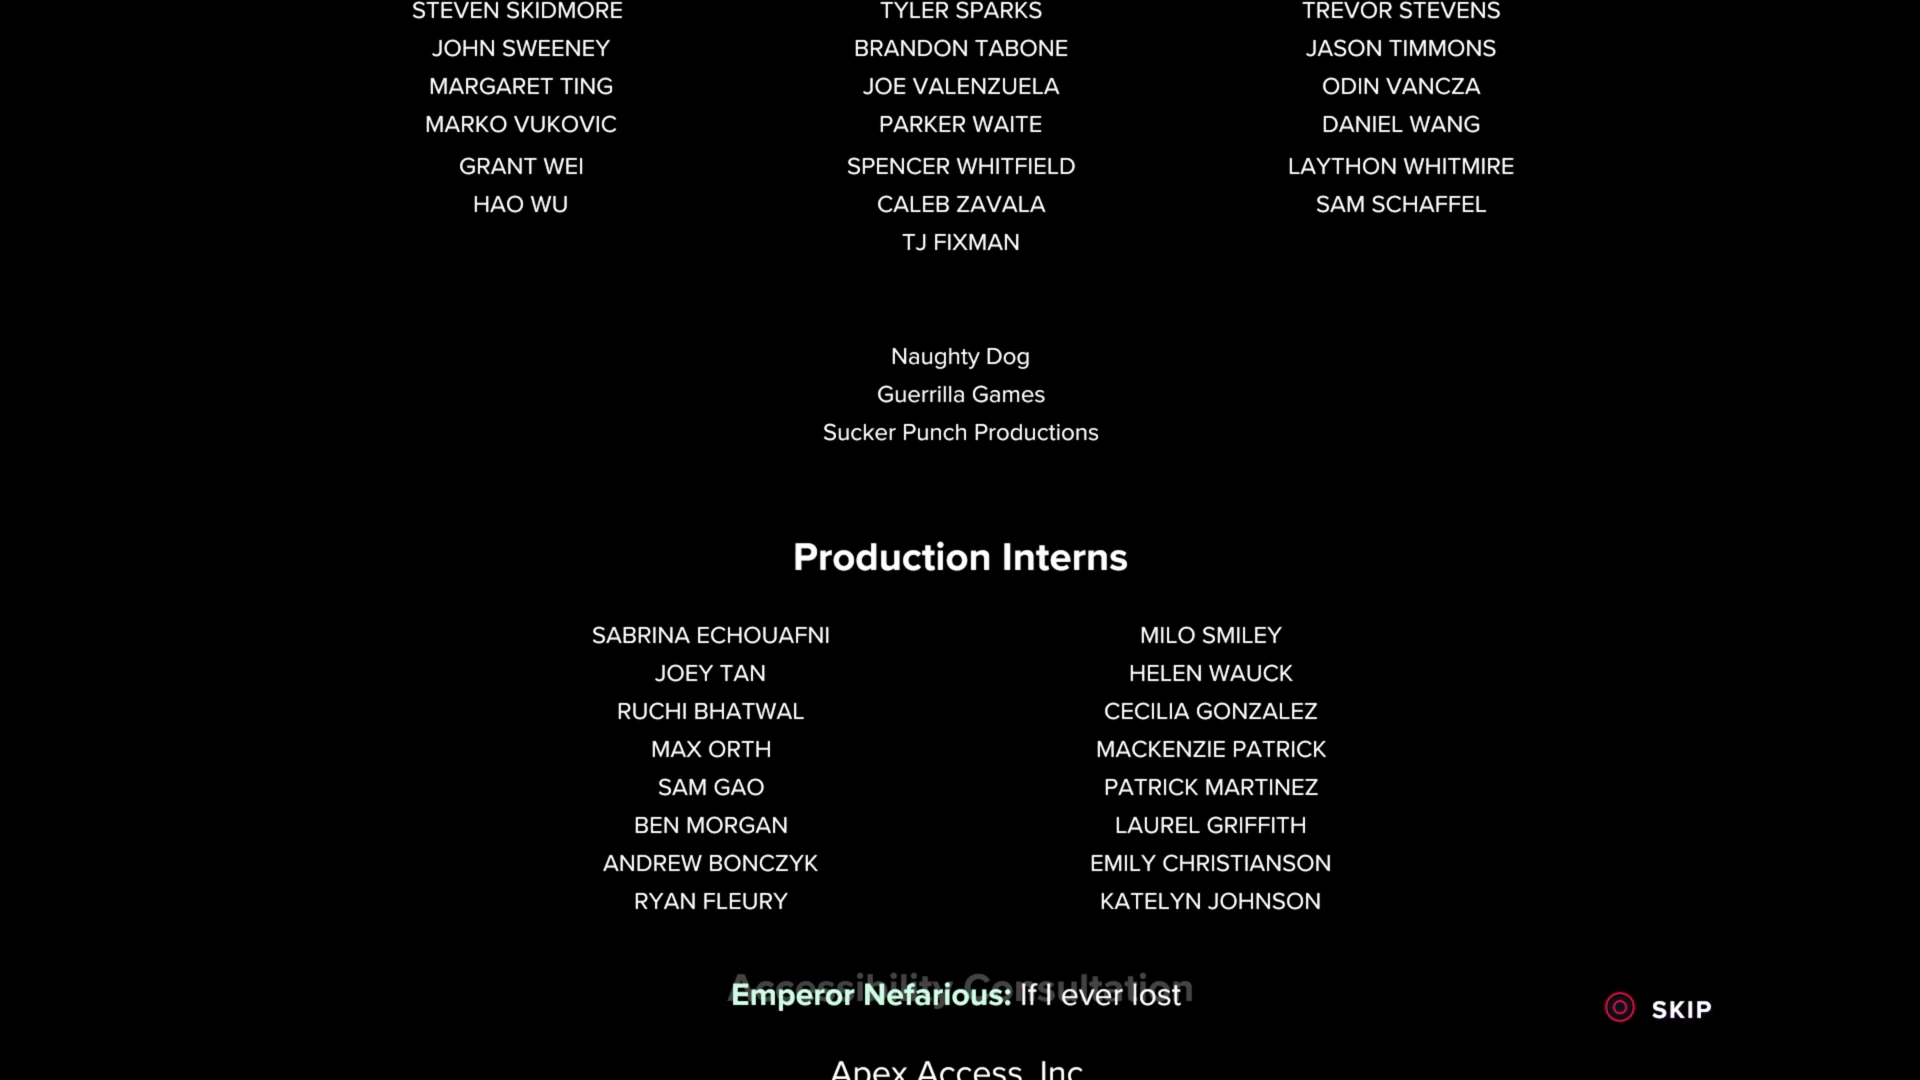 STEVEN SKIDMORE TYLER SPARKS TREVOR STEVENS
JOHN SWEENEY BRANDON TABONE JASON TIMMONS
MARGARET TING JOE VALENZUELA ODIN VANCZA
MARKO VUKOVIC PARKER WAITE DANIEL WANG
GRANT WEI SPENCER WHITFIELD LAYTHON WHITMIRE
HAO WU CALEB ZAVALA SAM SCHAFFEL
TJ FIXMAN
Naughty Dog
Guerrilla Games
Sucker Punch Productions
Production Interns
SABRINA ECHOUAFNI MILO SMILEY
JOEY TAN HELEN WAUCK
RUCHI BHATWAL CECILIA GONZALEZ
MAX ORTH MACKENZIE PATRICK
SAM GAO PATRICK MARTINEZ
BEN MORGAN LAUREL GRIFFITH
ANDREW BONCZYK EMILY CHRISTIANSON
RYAN FLEURY KATELYN JOHNSON
Accessibility Consultation
Emperor Nefarious: If I ever lost
SKIP
Apex Access, Inc